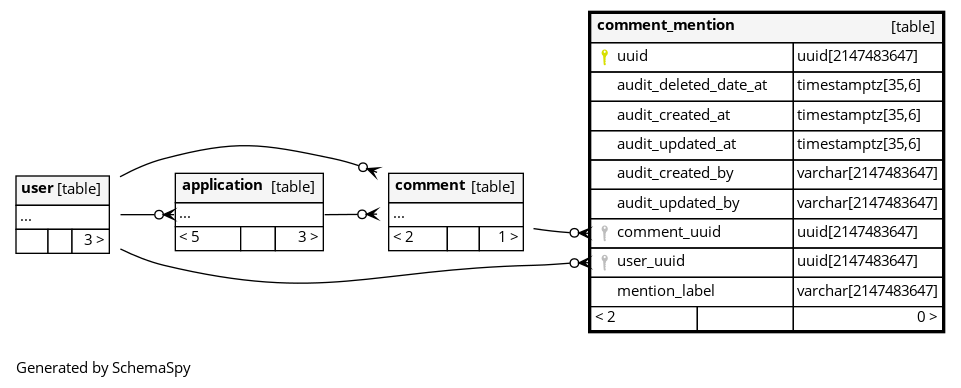 comment_mention [table]
uuid uuid[2147483647]
audit_deleted_date_at timestamptz[35,6]
audit_created_at timestamptz[35,6]
audit_updated_at timestamptz[35,6]
audit_created_by varchar[2147483647]
audit_updated_by varchar[2147483647]
comment_uuid uuid[2147483647]
user_uuid uuid[2147483647]
mention_label varchar[2147483647]
< 2 0 >
user [table]
...
3 >
application [table]
...
< 5 3 >
comment [table]
...
< 2 1 >
Generated by SchemaSpy